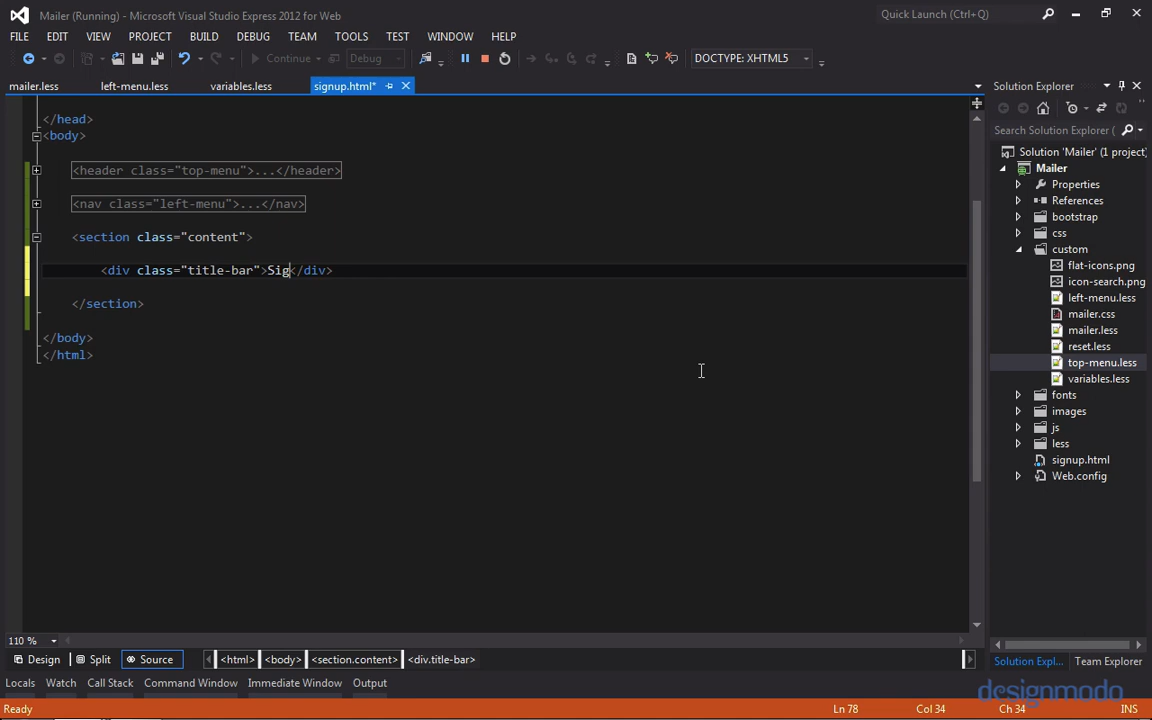 Mailer (Running) - Microsoft Visual Studio Express 2012 for Web
Quick Launch (Ctrl+Q)
FILE EDIT VIEW PROJECT BUILD DEBUG TEAM TOOLS TEST WINDOW HELP
Continue Debug DOCTYPE: XHTML5
mailer.less left-menu.less variables.less signup.html*
</head>
<body>
<header class="top-menu">...</header>
<nav class="left-menu">...</nav>
<section class="content">
<div class="title-bar">Sig</div>
</section>
</body>
</html>
110 %
Design Split Source <html> <body> <section.content> <div.title-bar>
Locals Watch Call Stack Command Window Immediate Window Output
Ready Ln 78 Col 34 Ch 34 INS
Solution Explorer
Search Solution Explorer (
Solution 'Mailer' (1 project)
Mailer
Properties
References
bootstrap
css
custom
flat-icons.png
icon-search.png
left-menu.less
mailer.css
mailer.less
reset.less
top-menu.less
variables.less
fonts
images
js
less
signup.html
Web.config
Solution Expl... Team Explorer
designmodo